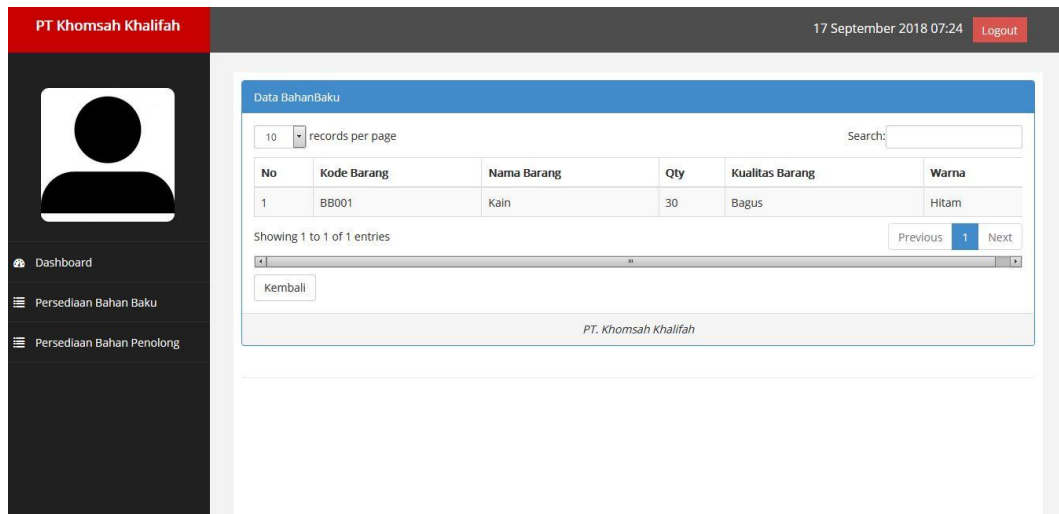 PT Khomsah Khalifah
17 September 2018 07:24 Logout
Data BahanBaku
10 records per page Search:
No Kode Barang Nama Barang Qty Kualitas Barang Warna
1 BB001 Kain 30 Bagus Hitam
Showing 1 to 1 of 1 entries Previous 1 Next
Kembali
PT. Khomsah Khalifah
Dashboard
Persediaan Bahan Baku
Persediaan Bahan Penolong